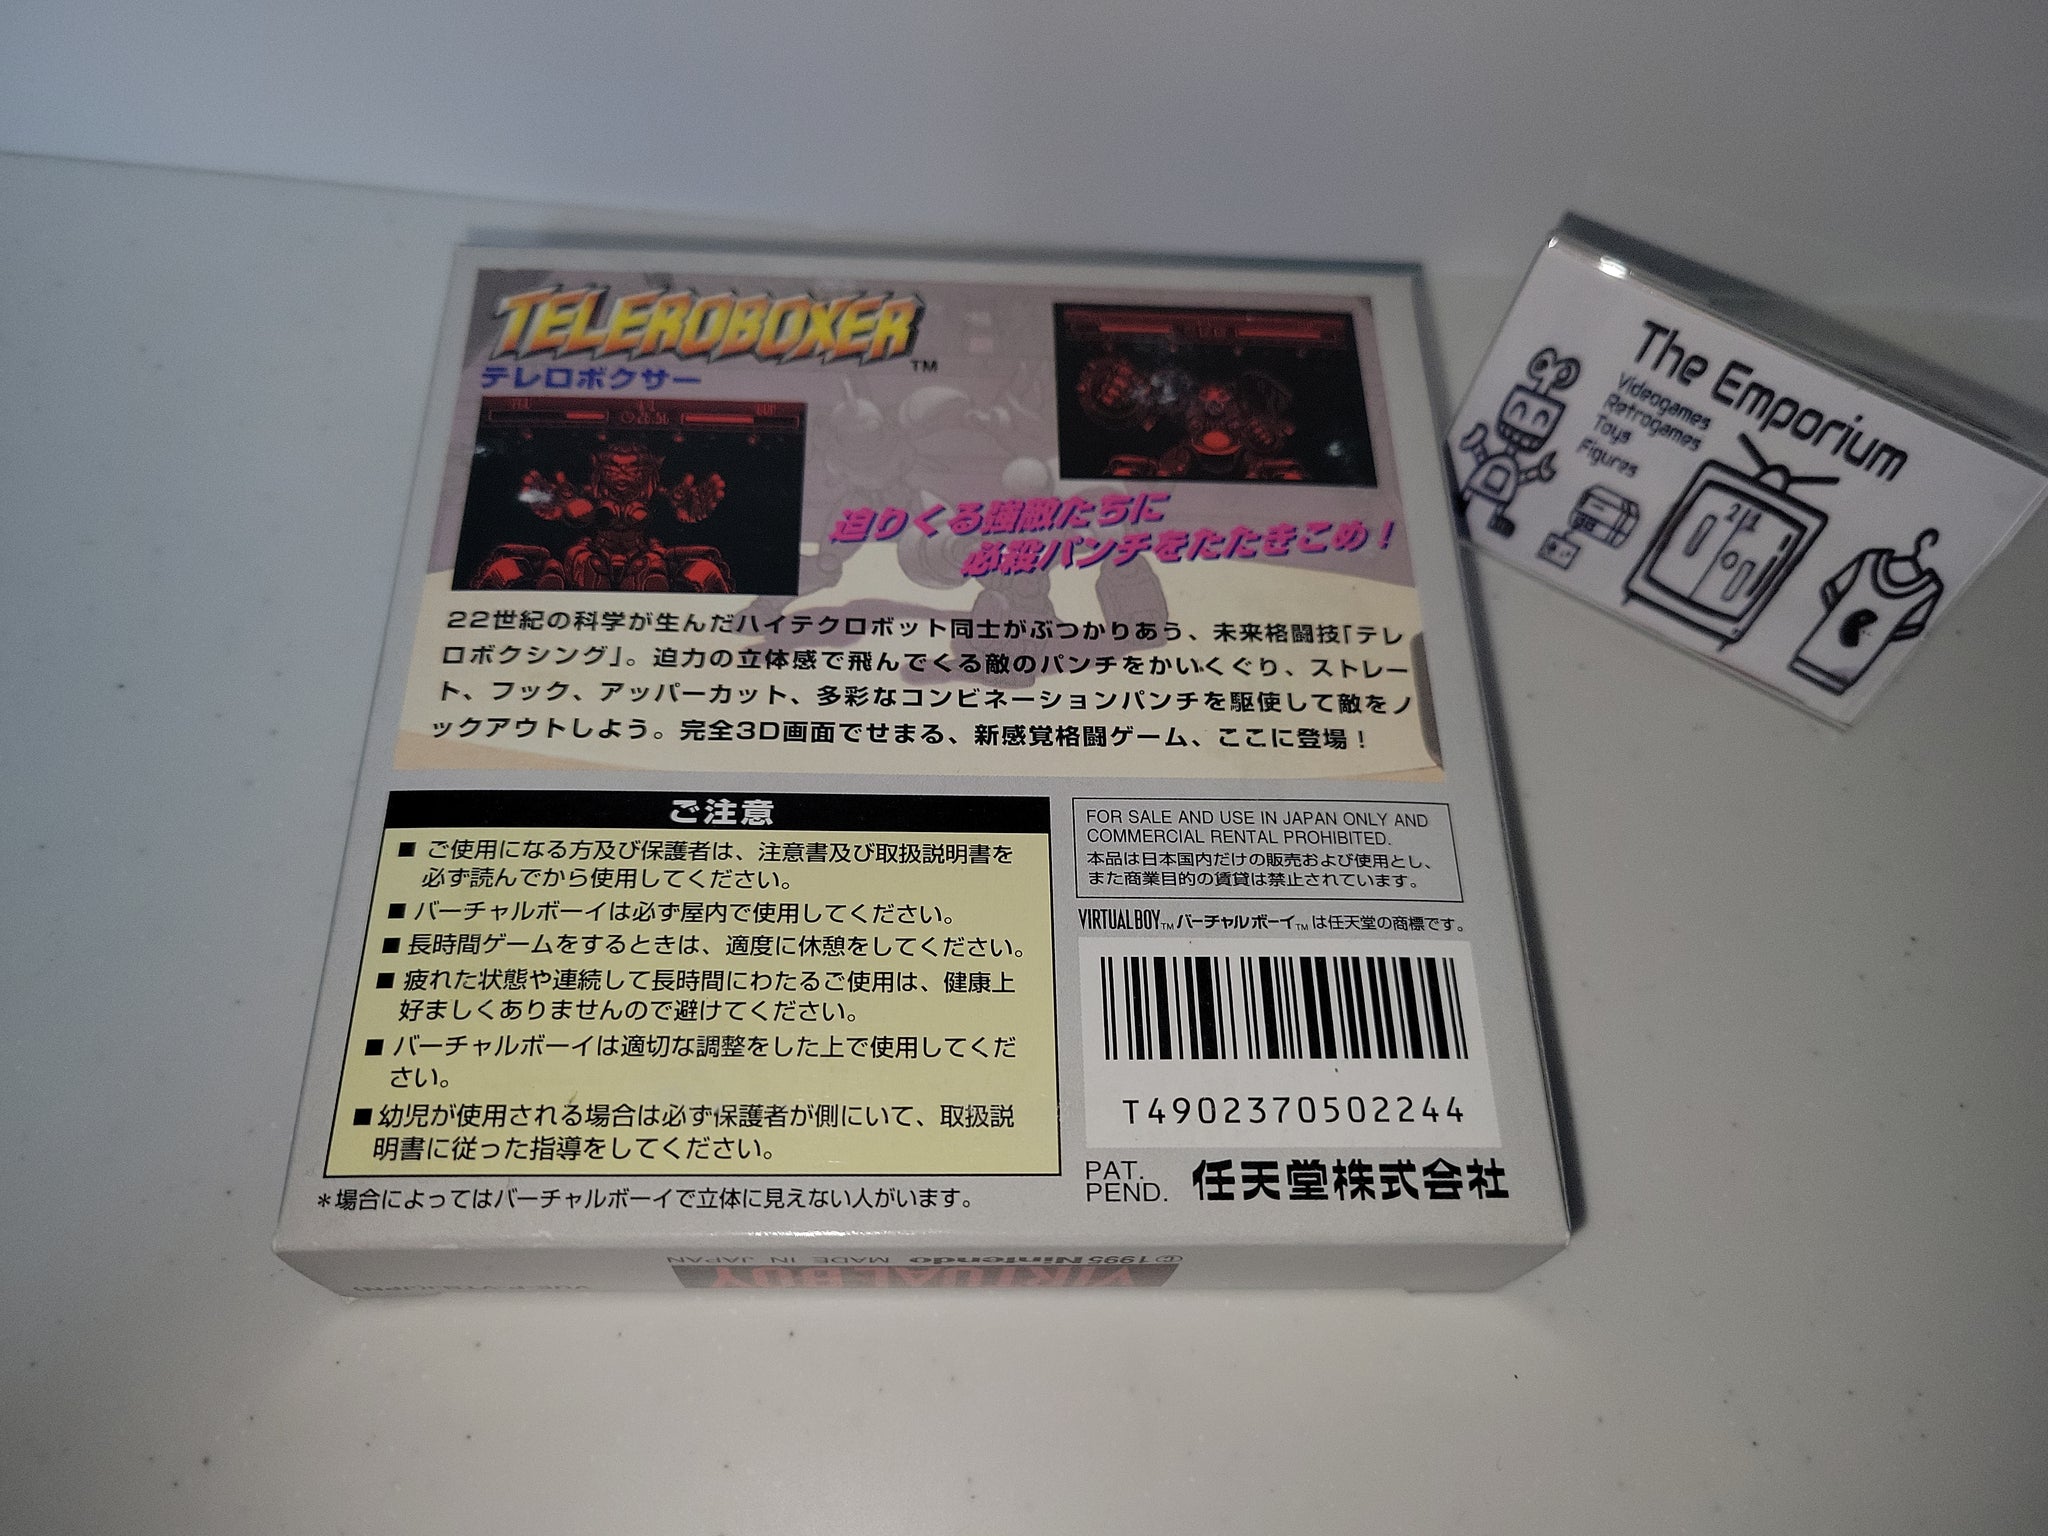 TELEROBOXER™
テレロボクサー
迫りくる強敵たちに
必殺パンチをたたきこめ！
22世紀の科学が生んだハイテクロボット同士がぶつかりあう、未来格闘技「テレ
ロボクシング」。迫力の立体感で飛んでくる敵のパンチをかいくぐり、ストレー
ト、フック、アッパーカット、多彩なコンビネーションパンチを駆使して敵をノ
ックアウトしよう。完全3D画面でせまる、新感覚格闘ゲーム、ここに登場！
ご注意
■ ご使用になる方及び保護者は、注意書及び取扱説明書を
必ず読んでから使用してください。
■ バーチャルボーイは必ず屋内で使用してください。
■ 長時間ゲームをするときは、適度に休憩をしてください。
■ 疲れた状態や連続して長時間にわたるご使用は、健康上
好ましくありませんので避けてください。
■ バーチャルボーイは適切な調整をした上で使用してくだ
さい。
■ 幼児が使用される場合は必ず保護者が側にいて、取扱説
明書に従った指導をしてください。
＊場合によってはバーチャルボーイで立体に見えない人がいます。
FOR SALE AND USE IN JAPAN ONLY AND
COMMERCIAL RENTAL PROHIBITED.
本品は日本国内だけの販売および使用とし、
また商業目的の賃貸は禁止されています。
VIRTUAL BOY™ バーチャルボーイ™ は任天堂の商標です。
T4902370502244
PAT.
PEND.
任天堂株式会社
©1995 Nintendo MADE IN JAPAN
VIRTUAL BOY
The Emporium
Videogames
Retrogames
Toys
Figures